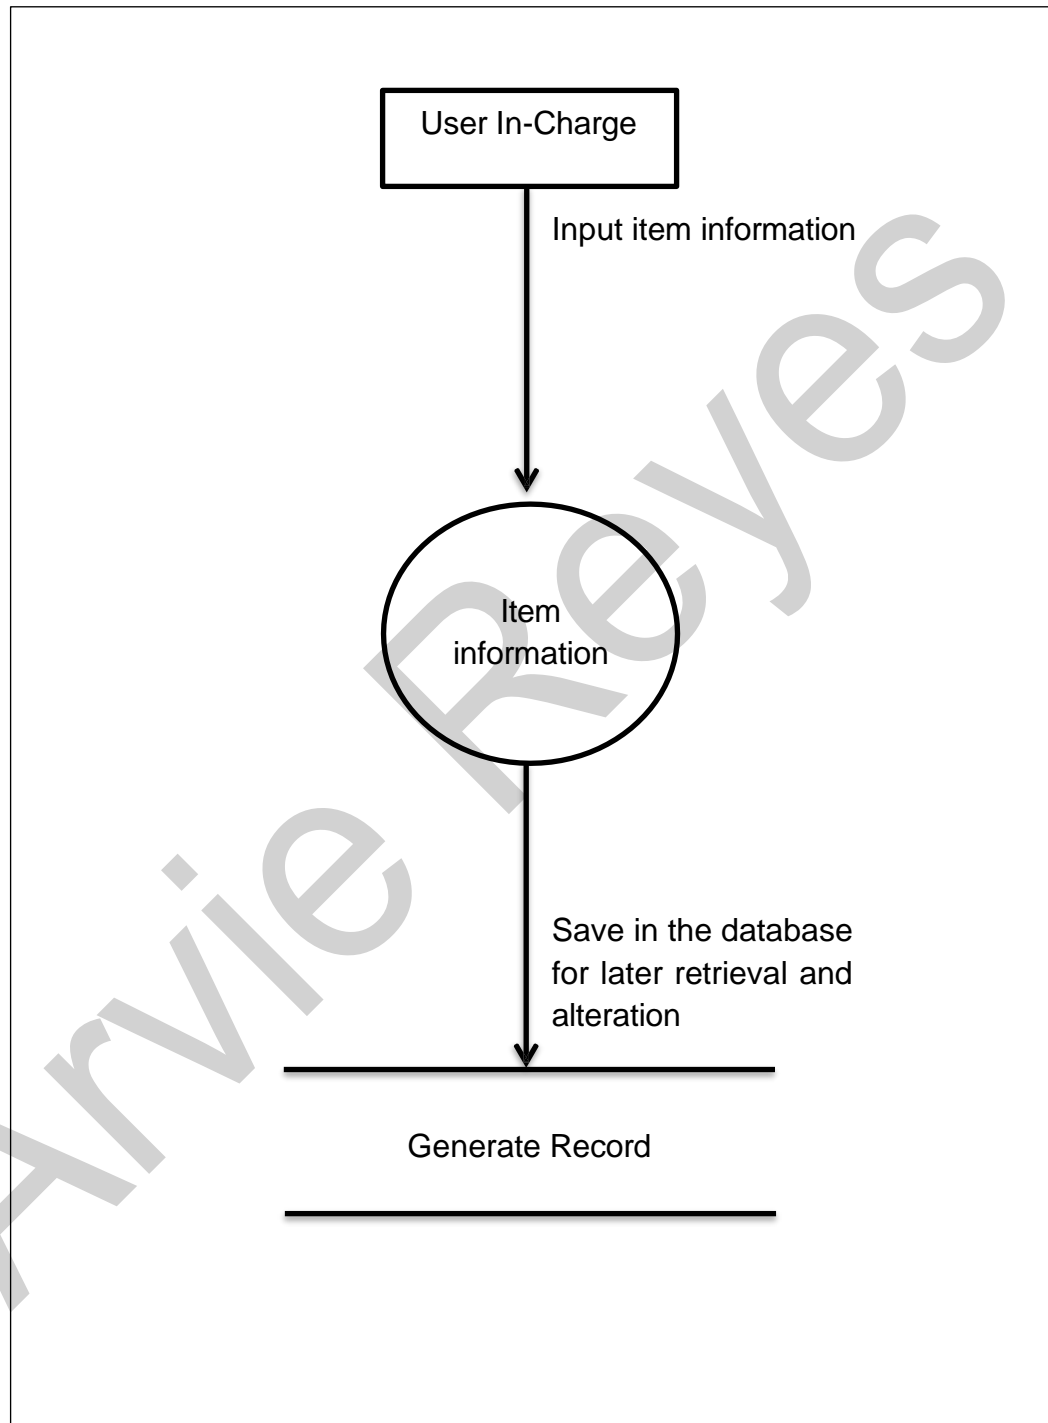 User In-Charge
Input item information
Item
information
Save in the database
for later retrieval and
alteration
Generate Record
Arvie Reyes